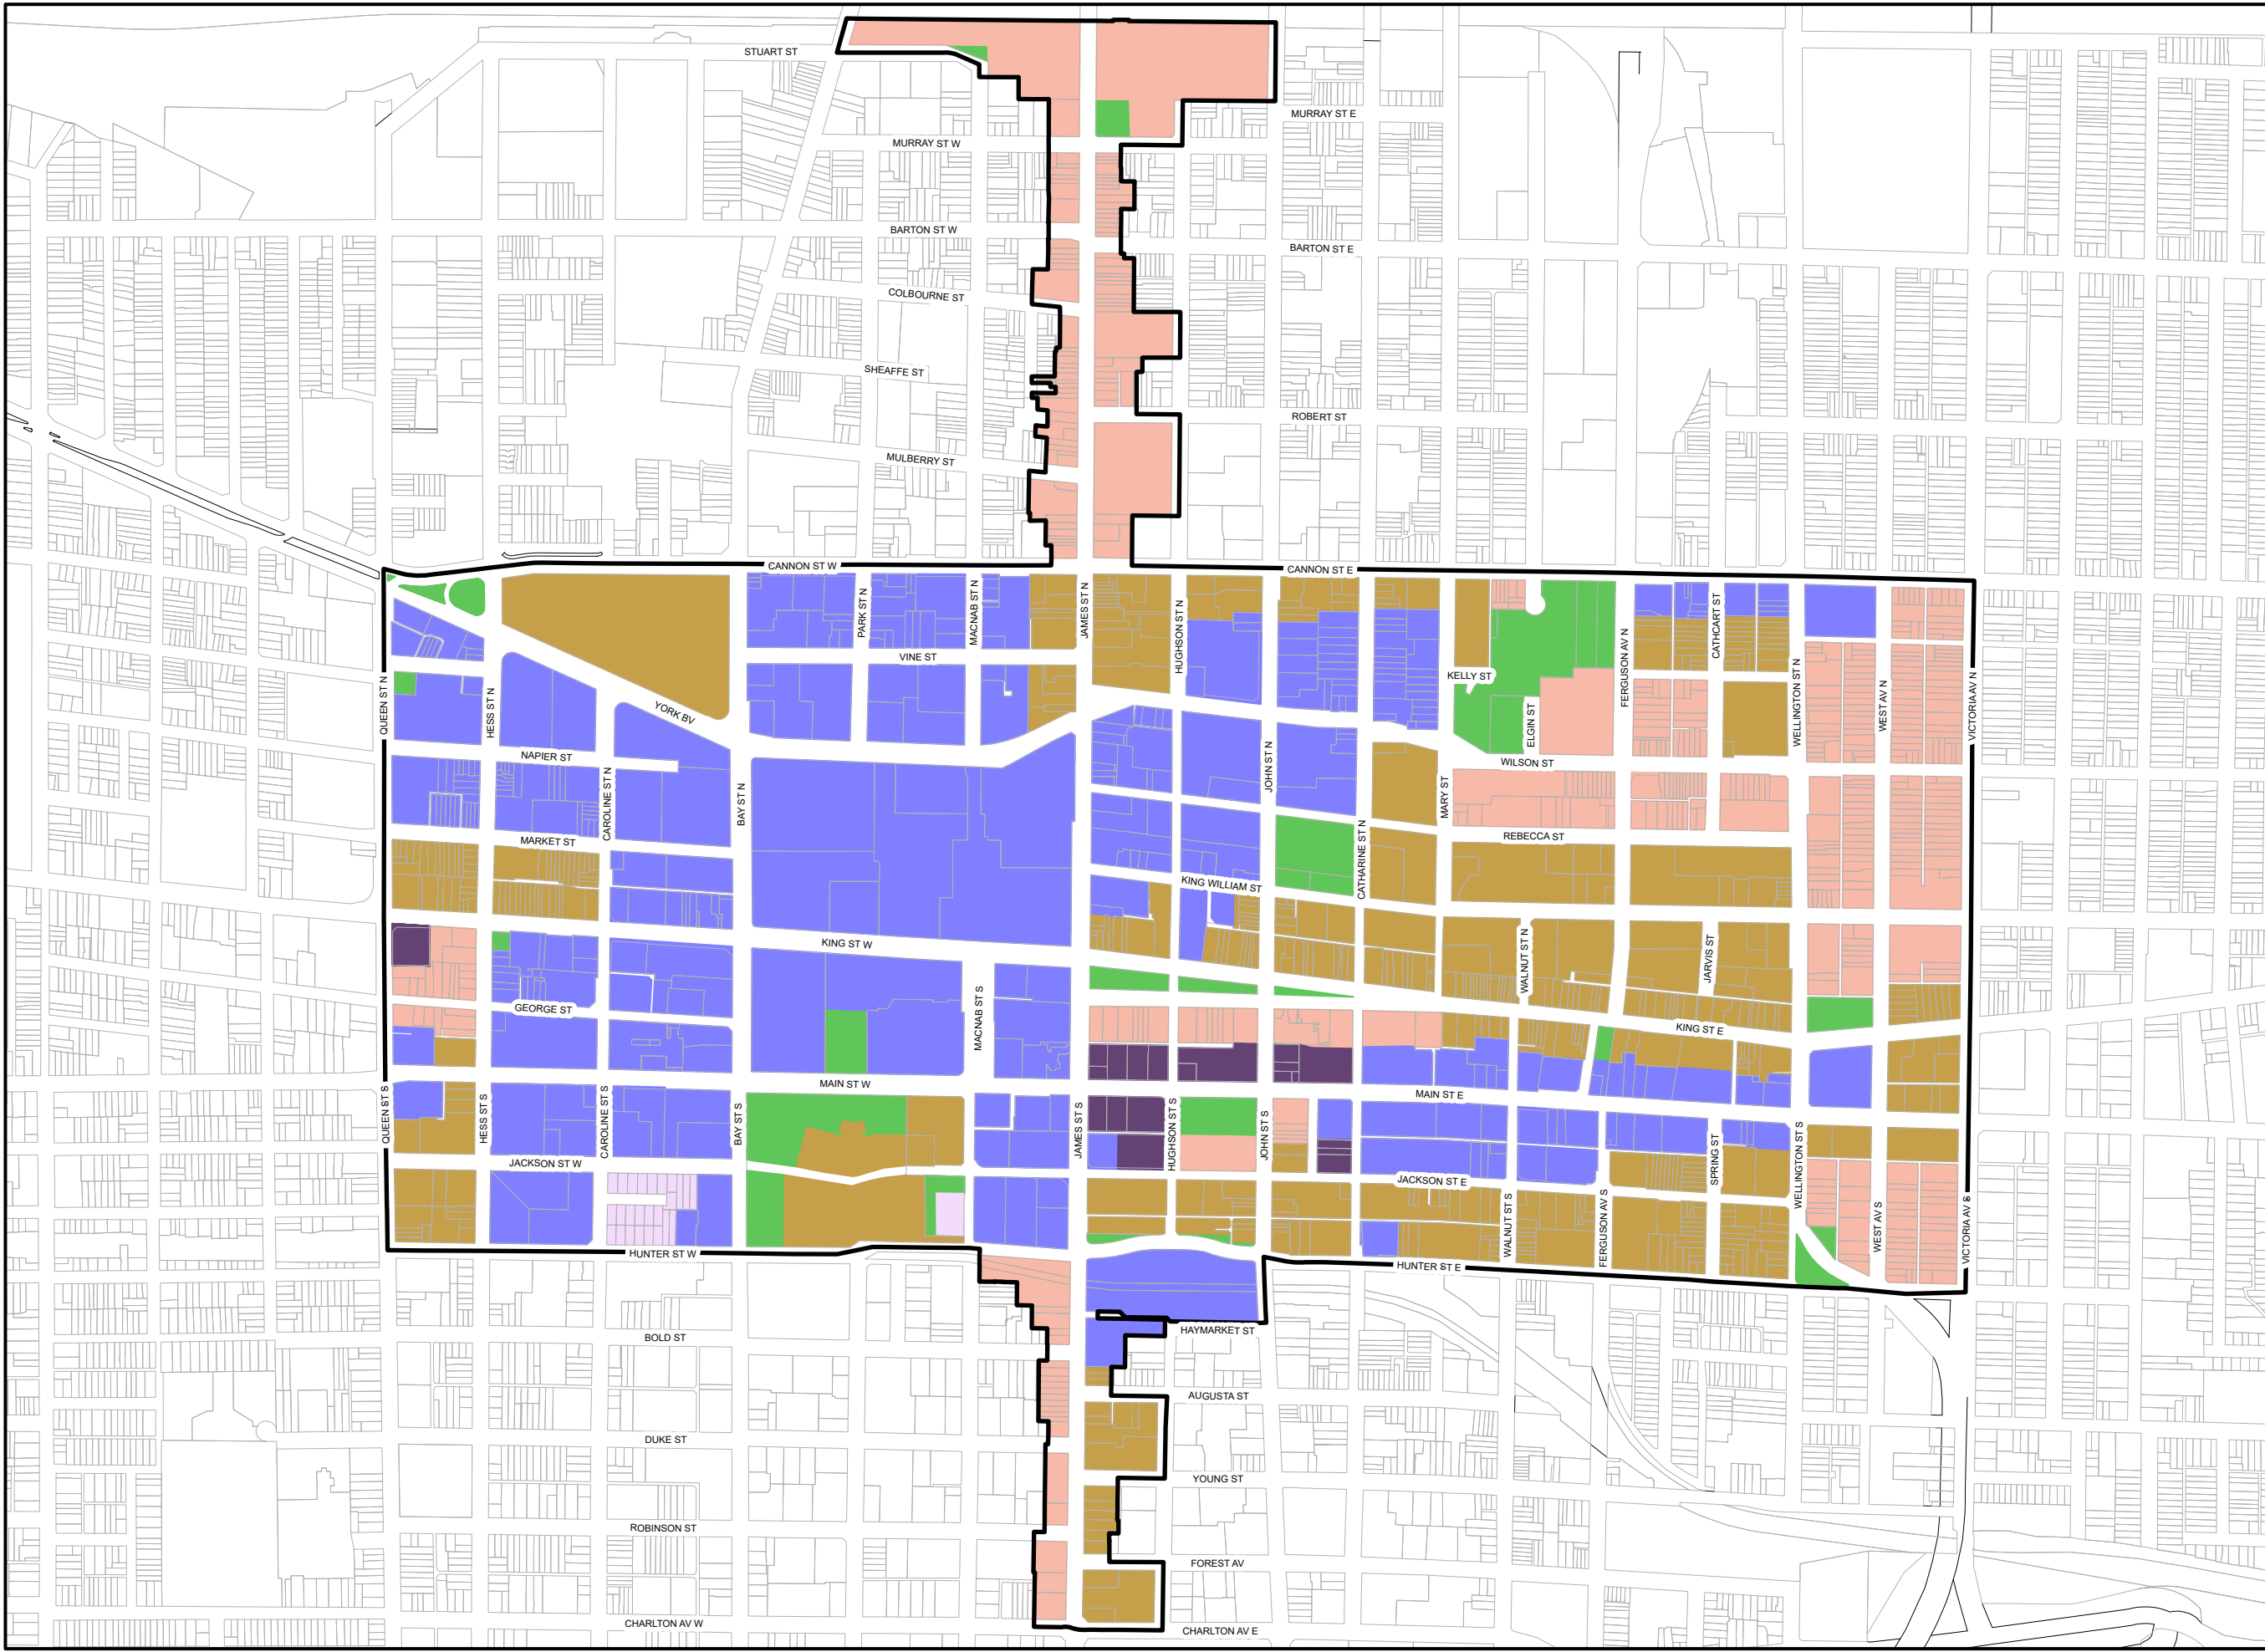 STUART ST
MURRAY ST E
MURRAY ST W
BARTON ST W
BARTON ST E
COLBOURNE ST
SHEAFFE ST
ROBERT ST
MULBERRY ST
CANNON ST W
CANNON ST E
PARK ST N
MACNAB ST N
JAMES ST N
HUGHSON ST N
CATHCART ST
FERGUSON AV N
VINE ST
KELLY ST
QUEEN ST N
HESS ST N
YORK BV
ELGIN ST
WELLINGTON ST N
WEST AV N
VICTORIA AV N
NAPIER ST
CAROLINE ST N
BAY ST N
JOHN ST N
MARY ST
WILSON ST
MARKET ST
REBECCA ST
CATHARINE ST N
KING WILLIAM ST
KING ST W
WALNUT ST N
JARVIS ST
GEORGE ST
MACNAB ST S
KING ST E
MAIN ST W
MAIN ST E
QUEEN ST S
HESS ST S
CAROLINE ST S
BAY ST S
JAMES ST S
HUGHSON ST S
JOHN ST S
SPRING ST
WELLINGTON ST S
JACKSON ST W
JACKSON ST E
WALNUT ST S
FERGUSON AV S
WEST AV S
VICTORIA AV S
HUNTER ST W
HUNTER ST E
BOLD ST
HAYMARKET ST
AUGUSTA ST
DUKE ST
YOUNG ST
ROBINSON ST
FOREST AV
CHARLTON AV W
CHARLTON AV E